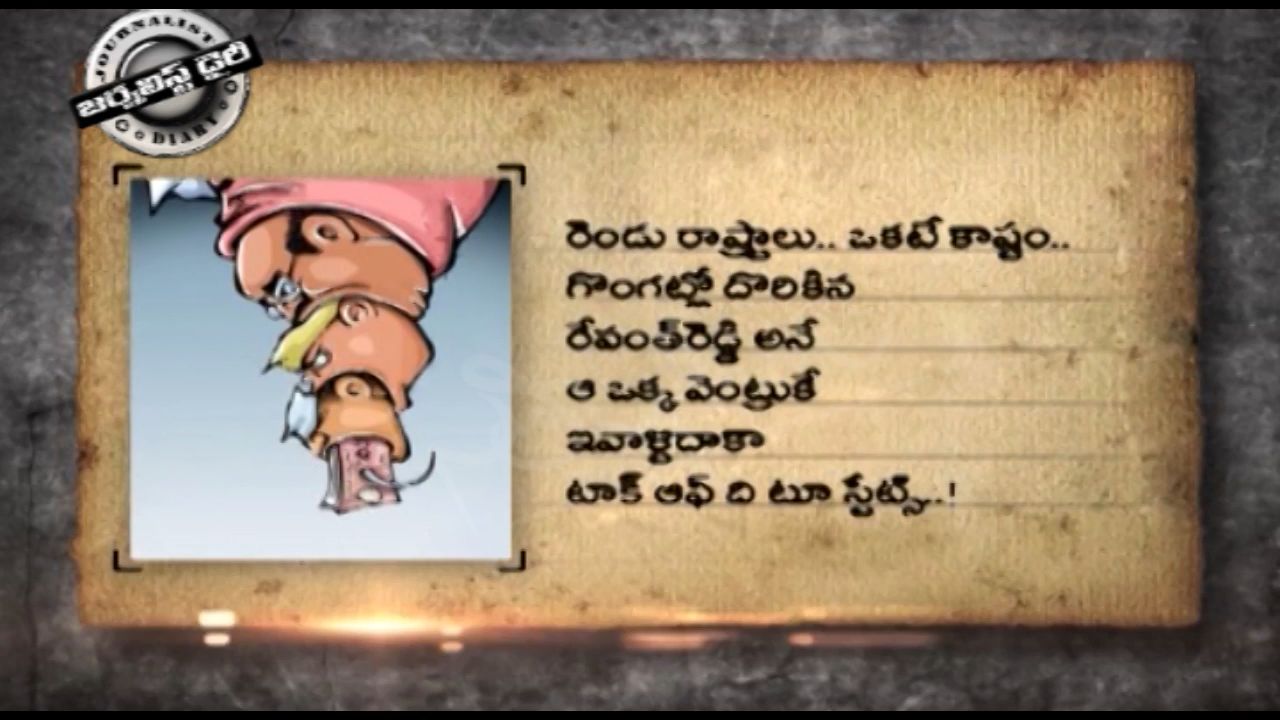 JOURNALIST
జర్నలిస్ట్ డైరీ
DIARY
రెండు రాష్ట్రాలు.. ఒకటే కాష్టం..
గొంగట్లో దొరికిన
రేవంత్‌రెడ్డి అనే
ఆ ఒక్క వెంట్రుకే
ఇవాళ్టిదాకా
టాక్ ఆఫ్ ది టూ స్టేట్స్..!